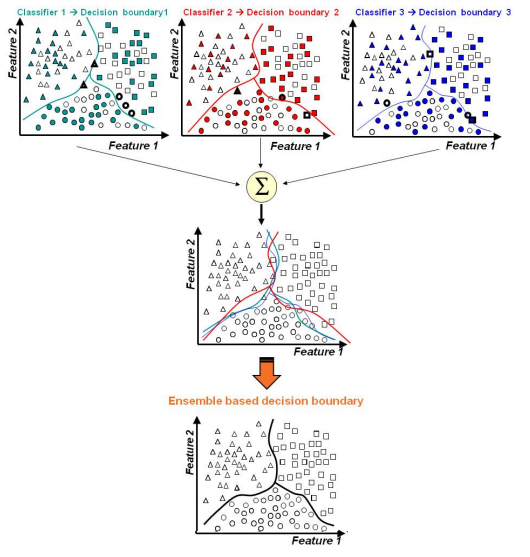 Classifier 1 → Decision boundary1
Classifier 2 → Decision boundary 2
Classifier 3 → Decision boundary 3
Feature 2
Feature 1
Feature 2
Feature 1
Feature 2
Feature 1
Σ
Feature 2
Feature 1
Ensemble based decision boundary
Feature 2
Feature 1